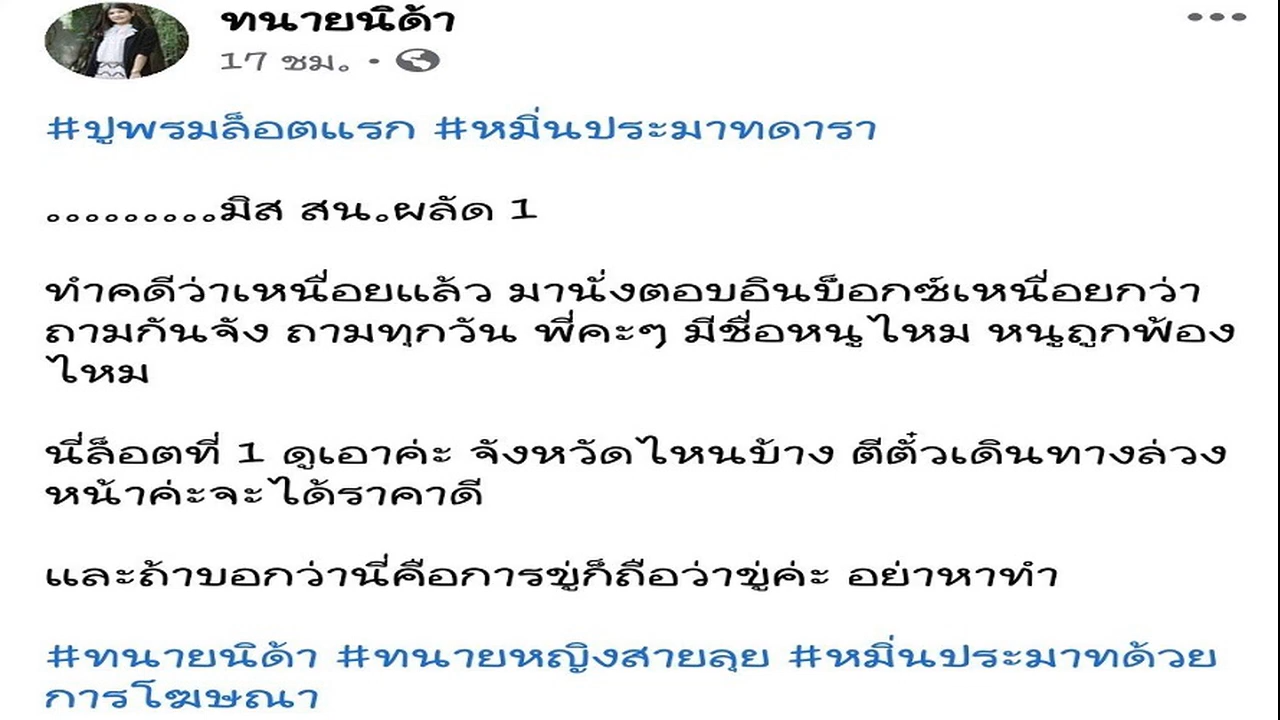 ทนายนิด้า
17 ชม. •
#ปูพรมล็อตแรก #หมิ่นประมาทดารา
.........มิส สน.ผลัด 1
ทำคดีว่าเหนื่อยแล้ว มานั่งตอบอินบ็อกซ์เหนื่อยกว่า
ถามกันจัง ถามทุกวัน พี่คะๆ มีชื่อหนูไหม หนูถูกฟ้อง
ไหม
นี่ล็อตที่ 1 ดูเอาค่ะ จังหวัดไหนบ้าง ตีตั๋วเดินทางล่วง
หน้าค่ะจะได้ราคาดี
และถ้าบอกว่านี่คือการขู่ก็ถือว่าขู่ค่ะ อย่าหาทำ
#ทนายนิด้า #ทนายหญิงสายลุย #หมิ่นประมาทด้วย
การโฆษณา